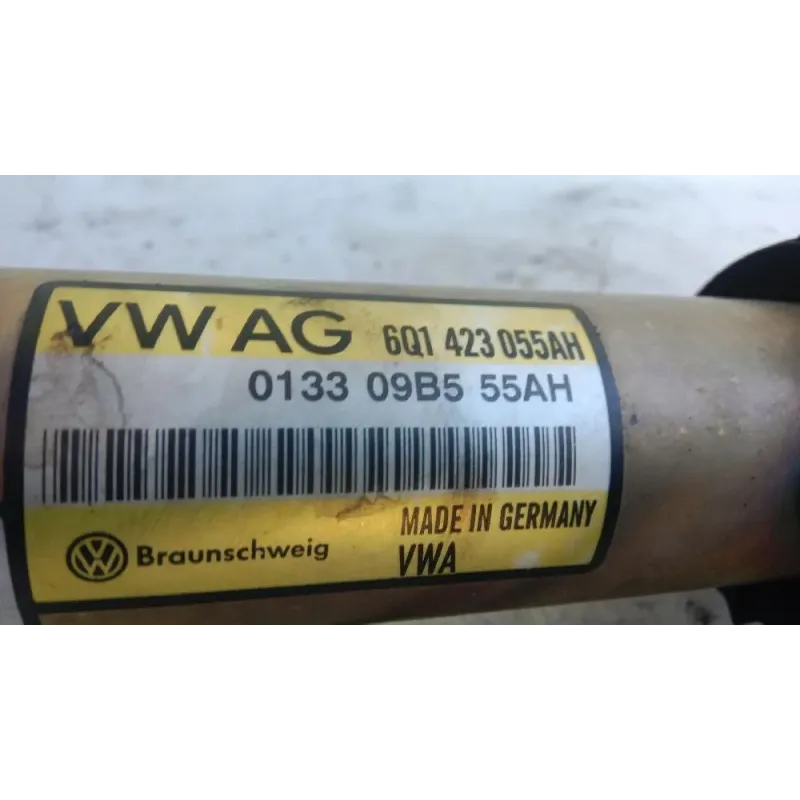 VW AG 6Q1 423 055AH
0133 09B5 55AH
MADE IN GERMANY
Braunschweig VWA